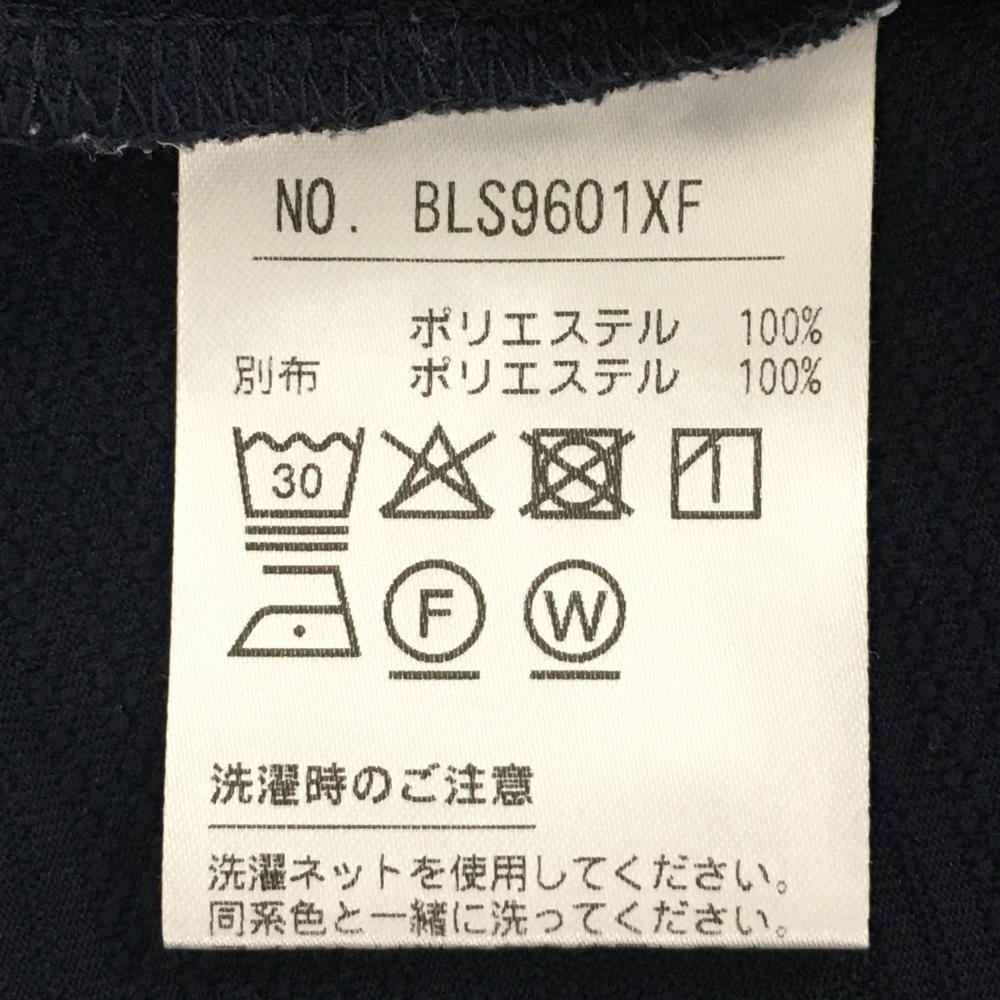 NO. BLS9601XF
ポリエステル 100%
別布 ポリエステル 100%
30
F W
洗濯時のご注意
洗濯ネットを使用してください。
同系色と一緒に洗ってください。